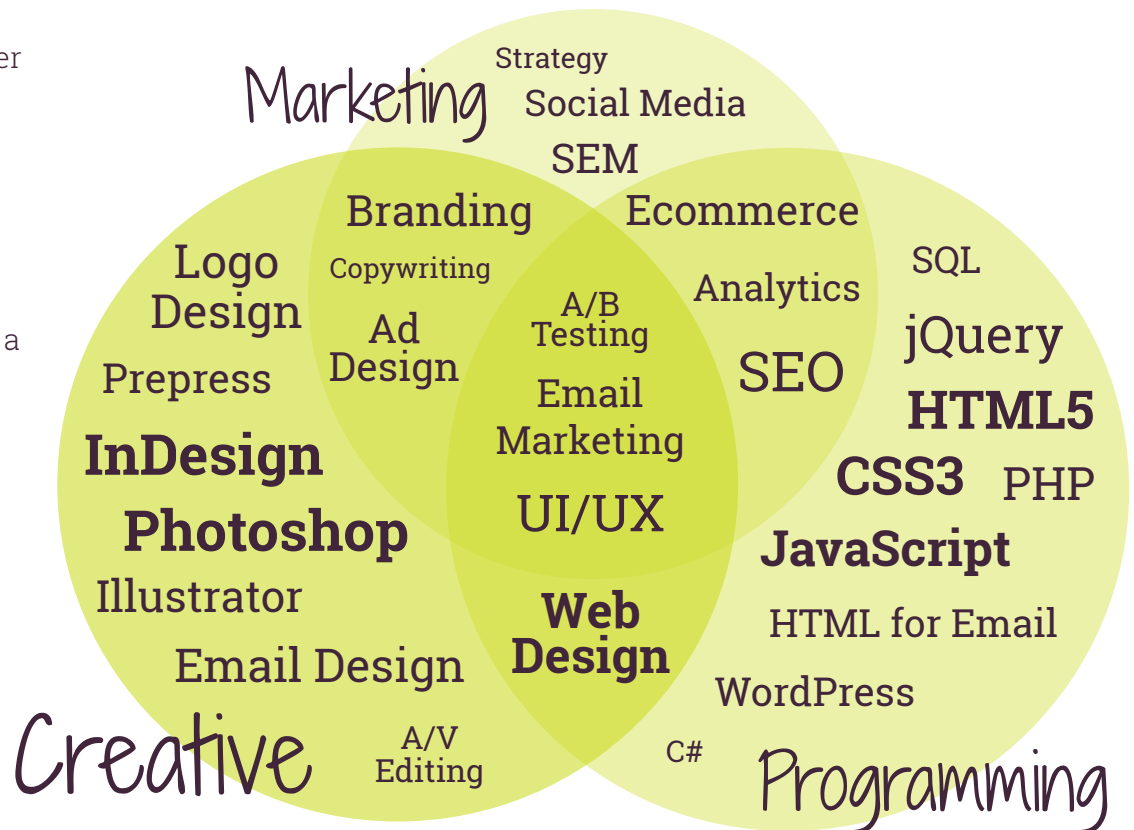 er
a
Marketing
Strategy
Social Media
SEM
Branding
Copywriting
Ad
Design
Ecommerce
Analytics
SEO
A/B
Testing
Email
Marketing
UI/UX
Web
Design
Logo
Design
Prepress
InDesign
Photoshop
Illustrator
Email Design
A/V
Editing
Creative
SQL
jQuery
HTML5
CSS3 PHP
JavaScript
HTML for Email
WordPress
C#
Programming